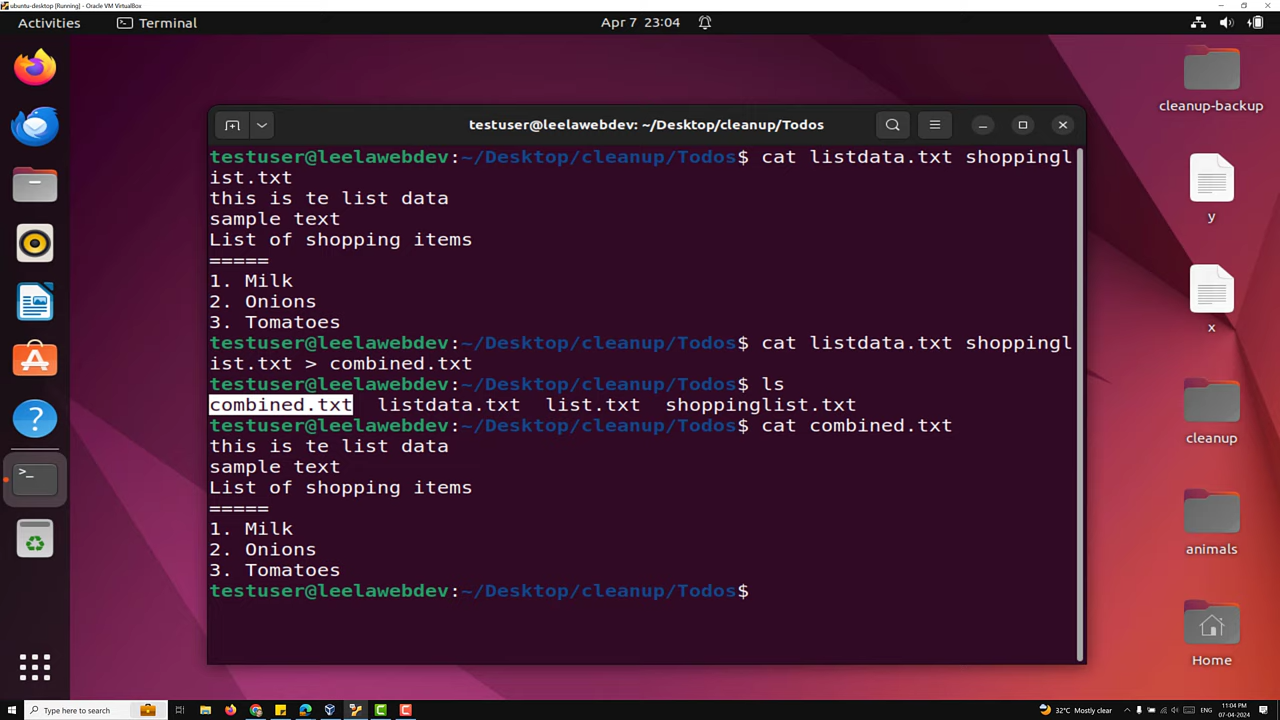 ubuntu-desktop [Running] - Oracle VM VirtualBox
Activities
Terminal
Apr 7 23:04
testuser@leelawebdev: ~/Desktop/cleanup/Todos
testuser@leelawebdev:~/Desktop/cleanup/Todos$ cat listdata.txt shoppingl
ist.txt
this is te list data
sample text
List of shopping items
=====
1. Milk
2. Onions
3. Tomatoes
testuser@leelawebdev:~/Desktop/cleanup/Todos$ cat listdata.txt shoppingl
ist.txt > combined.txt
testuser@leelawebdev:~/Desktop/cleanup/Todos$ ls
combined.txt  listdata.txt  list.txt  shoppinglist.txt
testuser@leelawebdev:~/Desktop/cleanup/Todos$ cat combined.txt
this is te list data
sample text
List of shopping items
=====
1. Milk
2. Onions
3. Tomatoes
testuser@leelawebdev:~/Desktop/cleanup/Todos$
cleanup-backup
y
x
cleanup
animals
Home
Type here to search
32°C Mostly clear
ENG
11:04 PM
07-04-2024